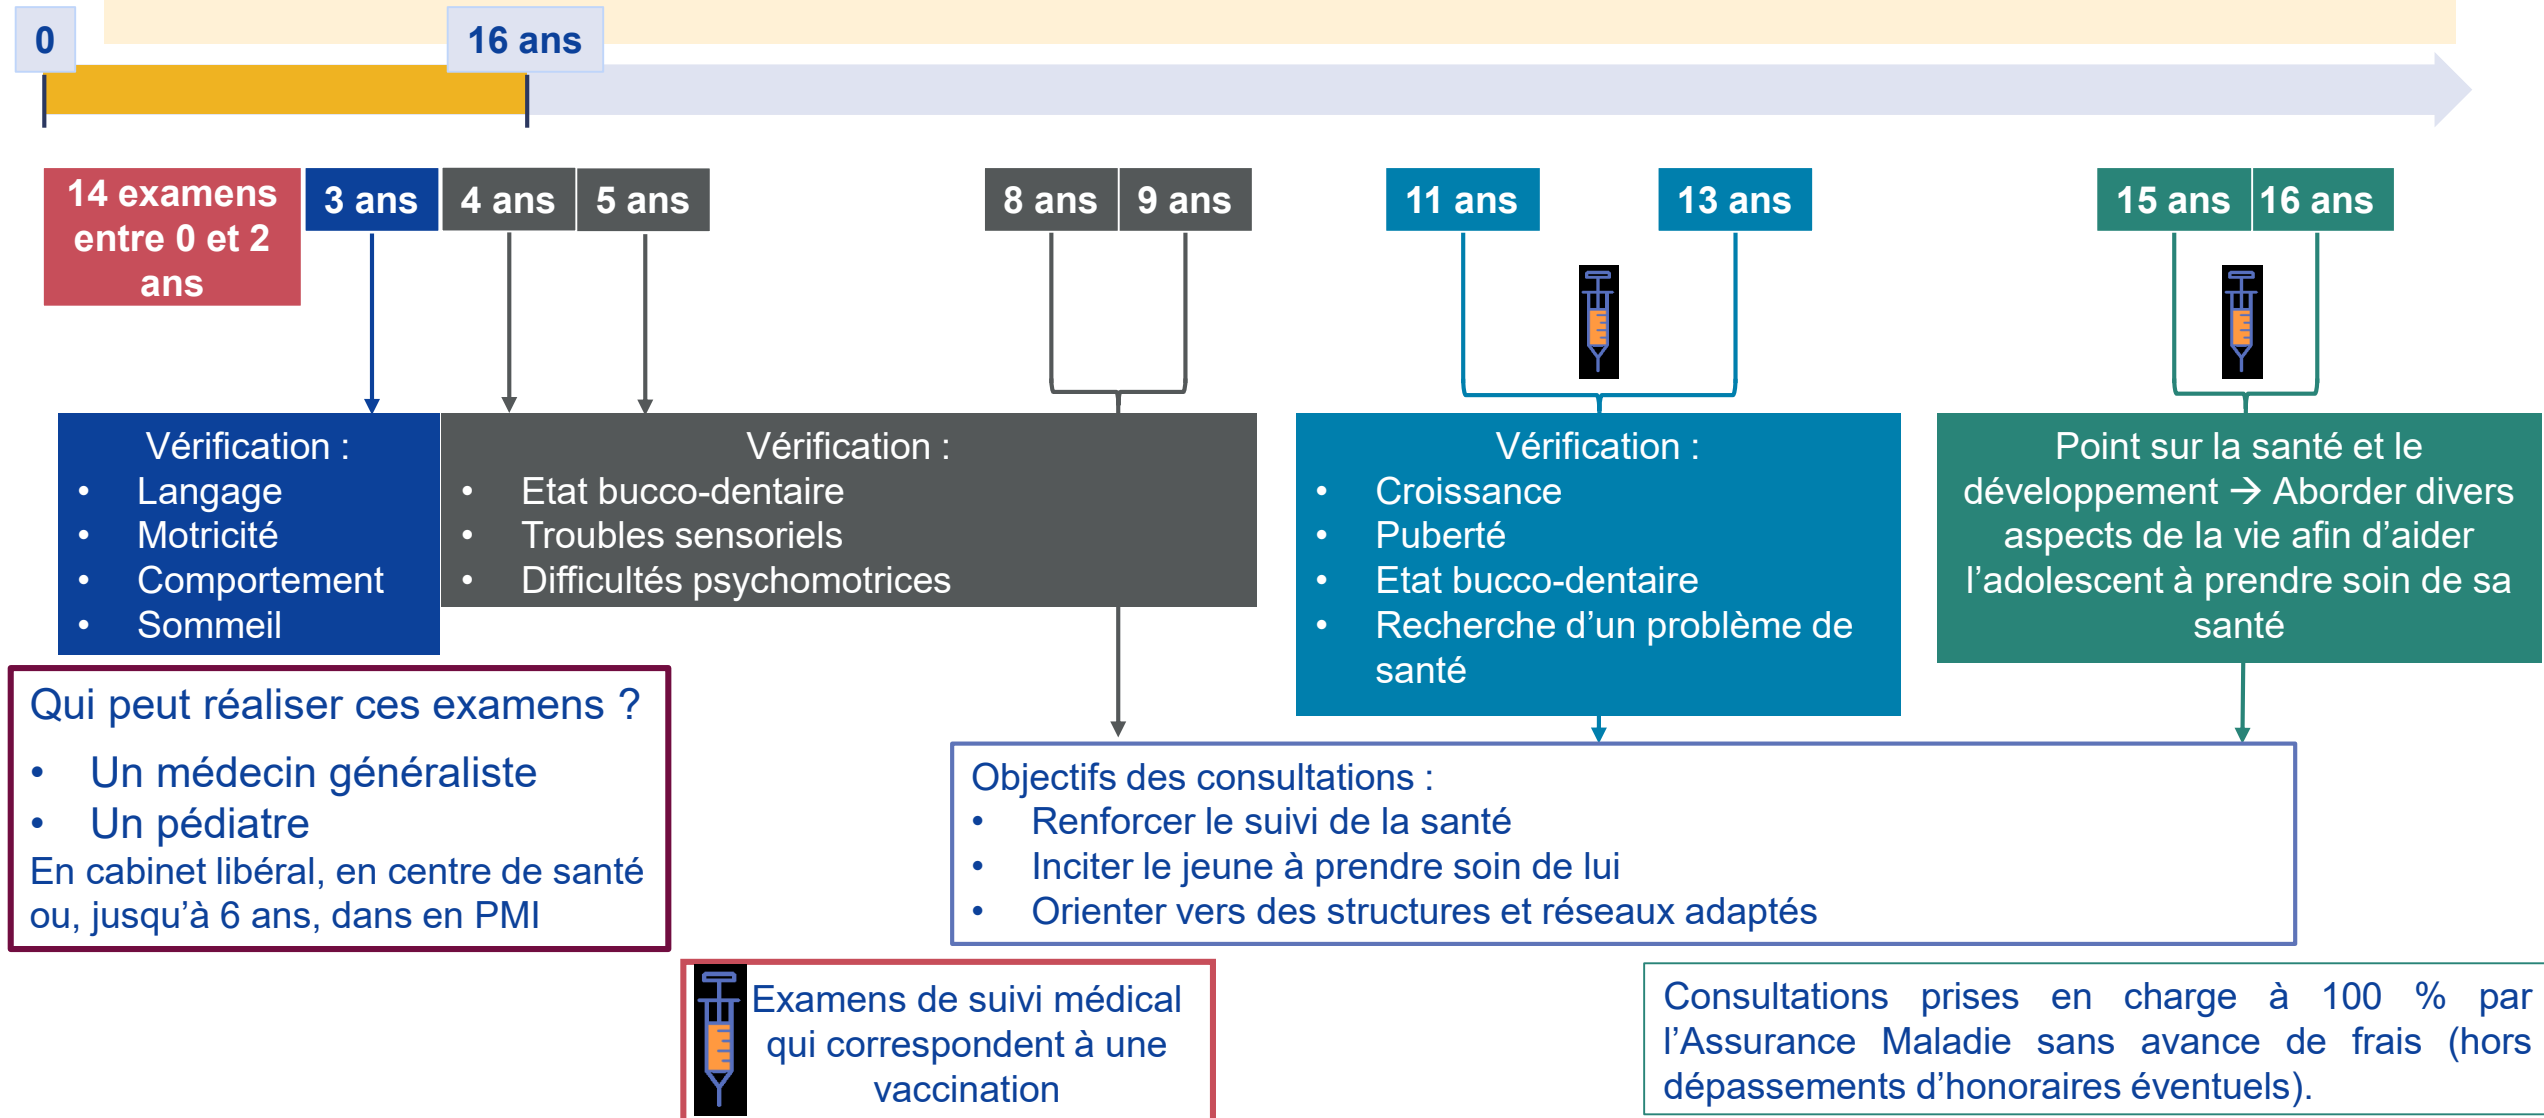 0
16 ans
14 examens
entre 0 et 2
ans
3 ans
4 ans
5 ans
8 ans
9 ans
11 ans
13 ans
15 ans
16 ans
Vérification :
• Langage
• Motricité
• Comportement
• Sommeil
Vérification :
• Etat bucco-dentaire
• Troubles sensoriels
• Difficultés psychomotrices
Vérification :
• Croissance
• Puberté
• Etat bucco-dentaire
• Recherche d’un problème de
santé
Point sur la santé et le
développement → Aborder divers
aspects de la vie afin d’aider
l’adolescent à prendre soin de sa
santé
Qui peut réaliser ces examens ?
• Un médecin généraliste
• Un pédiatre
En cabinet libéral, en centre de santé
ou, jusqu’à 6 ans, dans en PMI
Objectifs des consultations :
• Renforcer le suivi de la santé
• Inciter le jeune à prendre soin de lui
• Orienter vers des structures et réseaux adaptés
Examens de suivi médical
qui correspondent à une
vaccination
Consultations prises en charge à 100 % par
l’Assurance Maladie sans avance de frais (hors
dépassements d’honoraires éventuels).